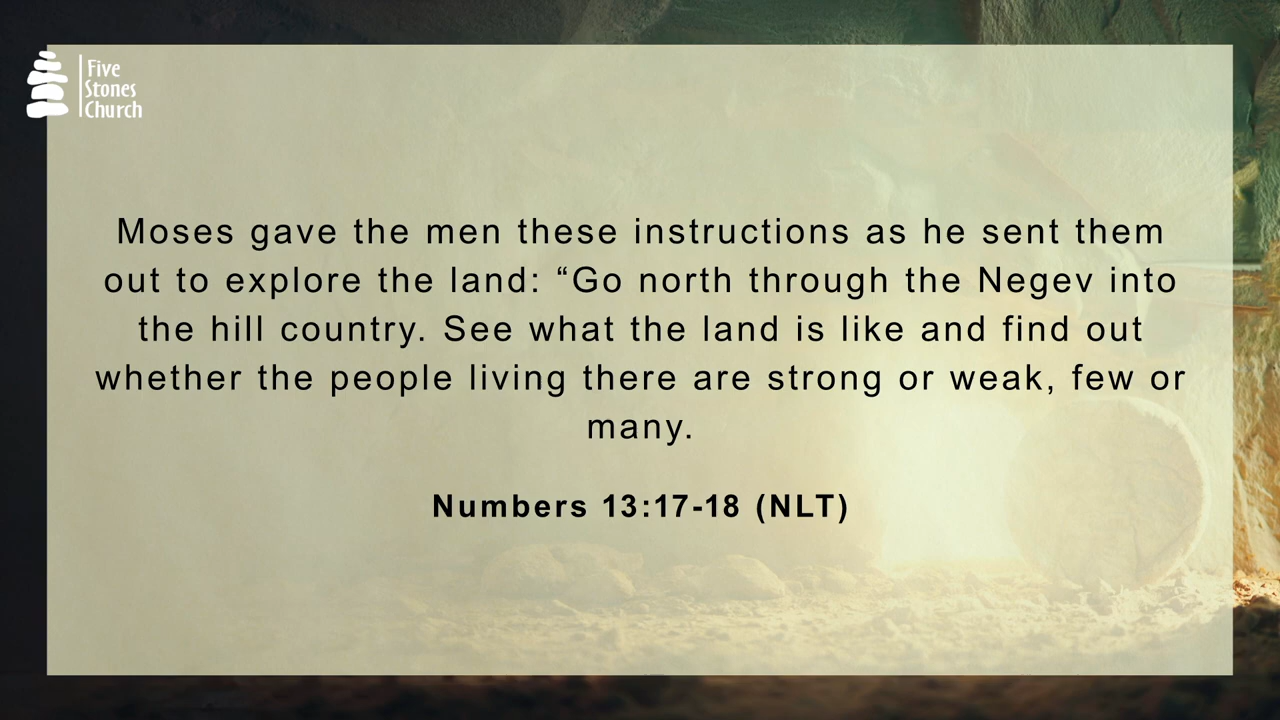 Five
Stones
Church
Moses gave the men these instructions as he sent them
out to explore the land: “Go north through the Negev into
the hill country. See what the land is like and find out
whether the people living there are strong or weak, few or
many.
Numbers 13:17-18 (NLT)